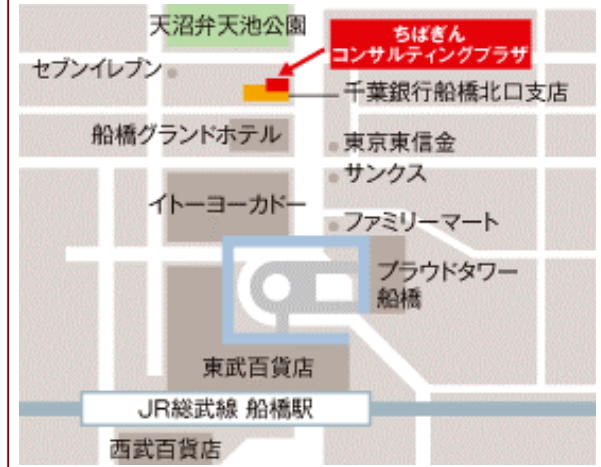 天沼弁天池公園
ちばぎん
コンサルティングプラザ
セブンイレブン
千葉銀行船橋北口支店
船橋グランドホテル
東京東信金
サンクス
イトーヨーカドー
ファミリーマート
プラウドタワー
船橋
東武百貨店
JR総武線 船橋駅
西武百貨店